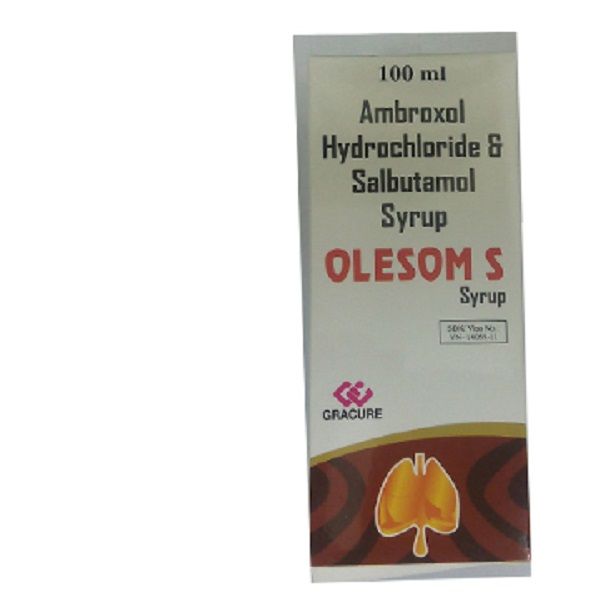 100 ml
Ambroxol
Hydrochloride &
Salbutamol
Syrup
OLESOM S
Syrup
GRACURE